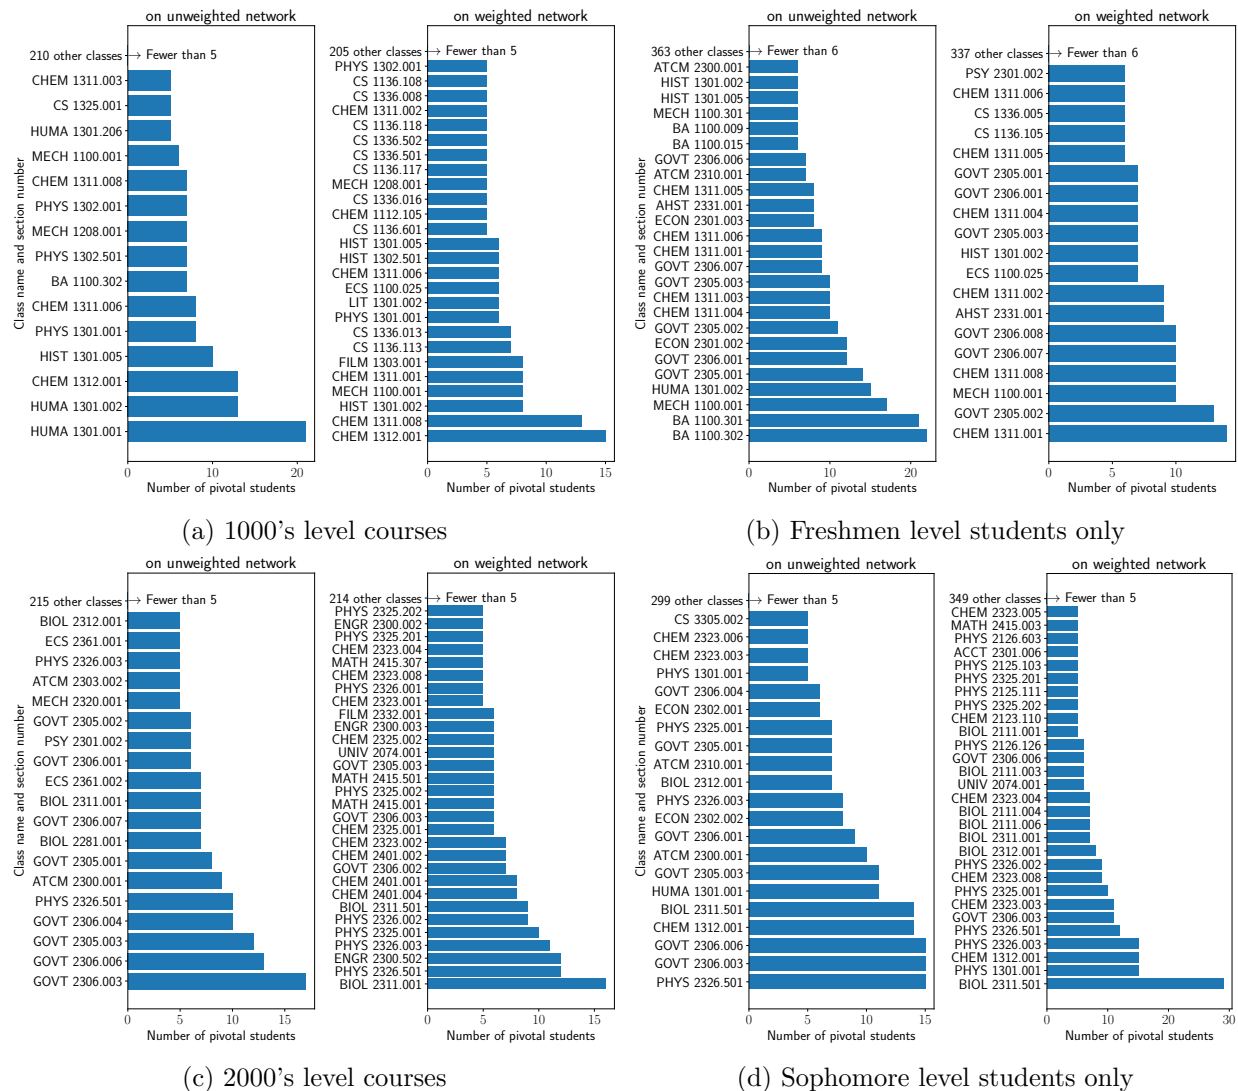 on unweighted network
210 other classes → Fewer than 5
CHEM 1311.003
CS 1325.001
HUMA 1301.206
MECH 1100.001
CHEM 1311.008
PHYS 1302.001
MECH 1208.001
PHYS 1302.501
BA 1100.302
CHEM 1311.006
PHYS 1301.001
HIST 1301.005
CHEM 1312.001
HUMA 1301.002
HUMA 1301.001
Class name and section number
0 10 20
Number of pivotal students
on weighted network
205 other classes → Fewer than 5
PHYS 1302.001
CS 1136.108
CS 1336.008
CHEM 1311.002
CS 1136.118
CS 1336.502
CS 1336.501
CS 1136.117
MECH 1208.001
CS 1336.016
CHEM 1112.105
CS 1136.601
HIST 1301.005
HIST 1302.501
CHEM 1311.006
ECS 1100.025
LIT 1301.002
PHYS 1301.001
CS 1336.013
CS 1136.113
FILM 1303.001
CHEM 1311.001
MECH 1100.001
HIST 1301.002
CHEM 1311.008
CHEM 1312.001
0 5 10 15
Number of pivotal students
(a) 1000's level courses
on unweighted network
363 other classes → Fewer than 6
ATCM 2300.001
HIST 1301.002
HIST 1301.005
MECH 1100.301
BA 1100.009
BA 1100.015
GOVT 2306.006
ATCM 2310.001
CHEM 1311.005
AHST 2331.001
ECON 2301.003
CHEM 1311.006
CHEM 1311.001
GOVT 2306.007
GOVT 2305.003
CHEM 1311.003
CHEM 1311.004
GOVT 2305.002
ECON 2301.002
GOVT 2306.001
GOVT 2305.001
HUMA 1301.002
MECH 1100.001
BA 1100.301
BA 1100.302
Class name and section number
0 10 20
Number of pivotal students
on weighted network
337 other classes → Fewer than 6
PSY 2301.002
CHEM 1311.006
CS 1336.005
CS 1136.105
CHEM 1311.005
GOVT 2305.001
GOVT 2306.001
CHEM 1311.004
GOVT 2305.003
HIST 1301.002
ECS 1100.025
CHEM 1311.002
AHST 2331.001
GOVT 2306.008
GOVT 2306.007
CHEM 1311.008
MECH 1100.001
GOVT 2305.002
CHEM 1311.001
0 10
Number of pivotal students
(b) Freshmen level students only
on unweighted network
215 other classes → Fewer than 5
BIOL 2312.001
ECS 2361.001
PHYS 2326.003
ATCM 2303.002
MECH 2320.001
GOVT 2305.002
PSY 2301.002
GOVT 2306.001
ECS 2361.002
BIOL 2311.001
GOVT 2306.007
BIOL 2281.001
GOVT 2305.001
ATCM 2300.001
PHYS 2326.501
GOVT 2306.004
GOVT 2305.003
GOVT 2306.006
GOVT 2306.003
Class name and section number
0 5 10 15
Number of pivotal students
on weighted network
214 other classes → Fewer than 5
PHYS 2325.202
ENGR 2300.002
PHYS 2325.201
CHEM 2323.004
MATH 2415.307
CHEM 2323.008
PHYS 2326.001
CHEM 2323.001
FILM 2332.001
ENGR 2300.003
CHEM 2325.002
UNIV 2074.001
GOVT 2305.003
MATH 2415.501
PHYS 2325.002
MATH 2415.001
GOVT 2306.003
CHEM 2325.001
CHEM 2323.002
CHEM 2401.002
GOVT 2306.002
CHEM 2401.001
CHEM 2401.004
BIOL 2311.501
PHYS 2326.002
PHYS 2325.001
PHYS 2326.003
ENGR 2300.502
PHYS 2326.501
BIOL 2311.001
0 5 10 15
Number of pivotal students
(c) 2000's level courses
on unweighted network
299 other classes → Fewer than 5
CS 3305.002
CHEM 2323.006
CHEM 2323.003
PHYS 1301.001
GOVT 2306.004
ECON 2302.001
PHYS 2325.001
GOVT 2305.001
ATCM 2310.001
BIOL 2312.001
PHYS 2326.003
ECON 2302.002
GOVT 2306.001
ATCM 2300.001
GOVT 2305.003
HUMA 1301.001
BIOL 2311.501
CHEM 1312.001
GOVT 2306.006
GOVT 2306.003
PHYS 2326.501
Class name and section number
0 5 10 15
Number of pivotal students
on weighted network
349 other classes → Fewer than 5
CHEM 2323.005
MATH 2415.003
PHYS 2126.603
ACCT 2301.006
PHYS 2125.103
PHYS 2325.201
PHYS 2125.111
PHYS 2325.202
CHEM 2123.110
BIOL 2111.001
PHYS 2126.126
GOVT 2306.006
BIOL 2111.003
UNIV 2074.001
CHEM 2323.004
BIOL 2111.004
BIOL 2111.006
BIOL 2311.001
BIOL 2312.001
PHYS 2326.002
CHEM 2323.008
PHYS 2325.001
CHEM 2323.003
GOVT 2306.003
PHYS 2326.501
PHYS 2326.003
CHEM 1312.001
PHYS 1301.001
BIOL 2311.501
0 10 20 30
Number of pivotal students
(d) Sophomore level students only